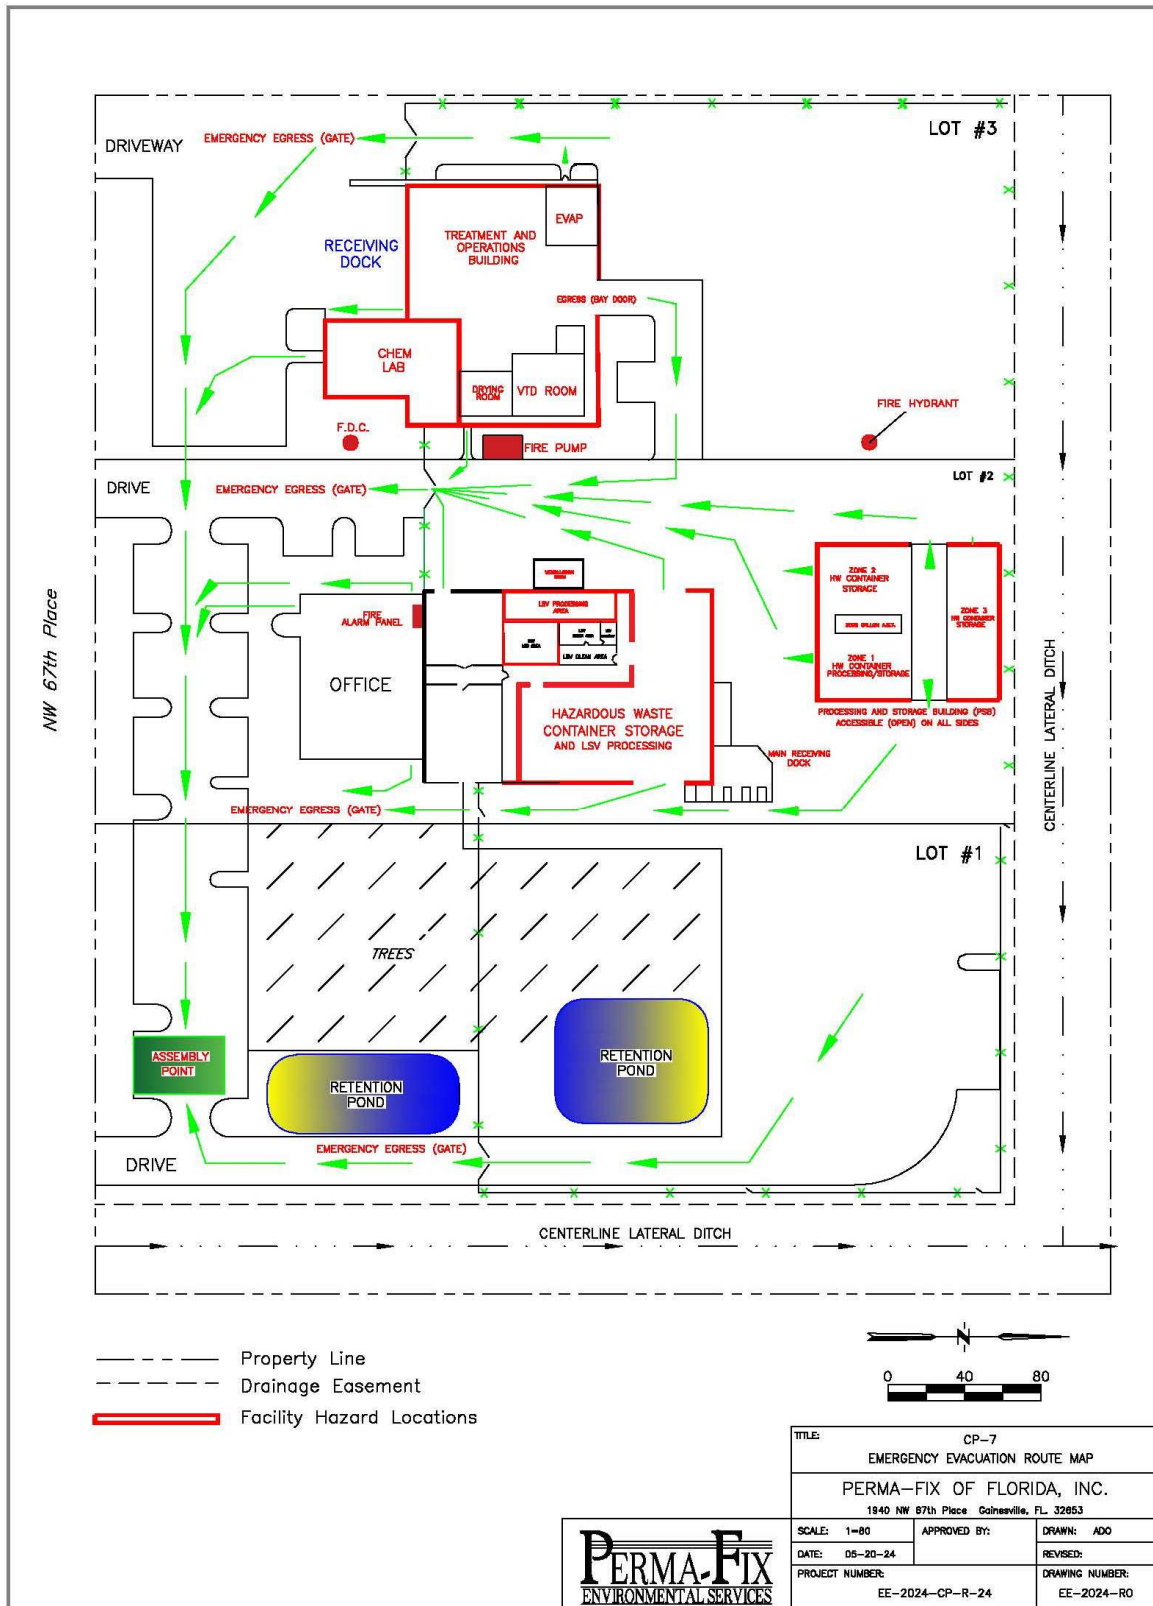 LOT #3
DRIVEWAY
EMERGENCY EGRESS (GATE)
EVAP
TREATMENT AND
OPERATIONS
BUILDING
RECEIVING
DOCK
EGRESS (BAY DOOR)
CHEM
LAB
DRYING
ROOM
VTD ROOM
FIRE HYDRANT
F.D.C.
FIRE PUMP
LOT #2
DRIVE
EMERGENCY EGRESS (GATE)
ZONE 2
HW CONTAINER
STORAGE
LSV PROCESSING
AREA
ZONE 3
HW CONTAINER
STORAGE
FIRE
ALARM PANEL
LSV CLEAN AREA
ZONE 1
HW CONTAINER
PROCESSING/STORAGE
OFFICE
NW 67th Place
HAZARDOUS WASTE
CONTAINER STORAGE
AND LSV PROCESSING
PROCESSING AND STORAGE BUILDING (PSB)
ACCESSIBLE (OPEN) ON ALL SIDES
MAIN RECEIVING
DOCK
CENTERLINE LATERAL DITCH
EMERGENCY EGRESS (GATE)
LOT #1
TREES
ASSEMBLY
POINT
RETENTION
POND
RETENTION
POND
EMERGENCY EGRESS (GATE)
DRIVE
CENTERLINE LATERAL DITCH
N
Property Line
Drainage Easement
Facility Hazard Locations
0 40 80
TITLE:
CP-7
EMERGENCY EVACUATION ROUTE MAP
PERMA-FIX OF FLORIDA, INC.
1940 NW 67th Place Gainesville, FL. 32653
SCALE: 1=80
APPROVED BY:
DRAWN: ADO
DATE: 05-20-24
REVISED:
PROJECT NUMBER:
EE-2024-CP-R-24
DRAWING NUMBER:
EE-2024-R0
PERMA-FIX
ENVIRONMENTAL SERVICES